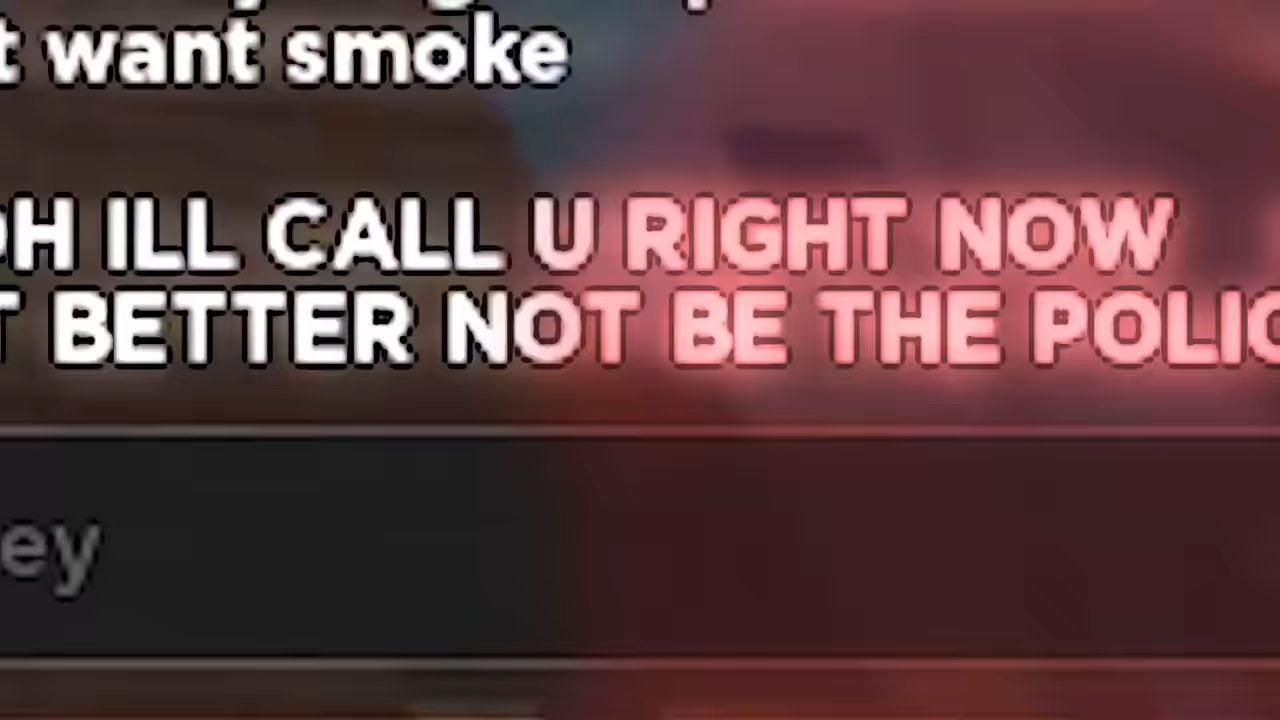 t want smoke
OH ILL CALL U RIGHT NOW
T BETTER NOT BE THE POLIC
ey